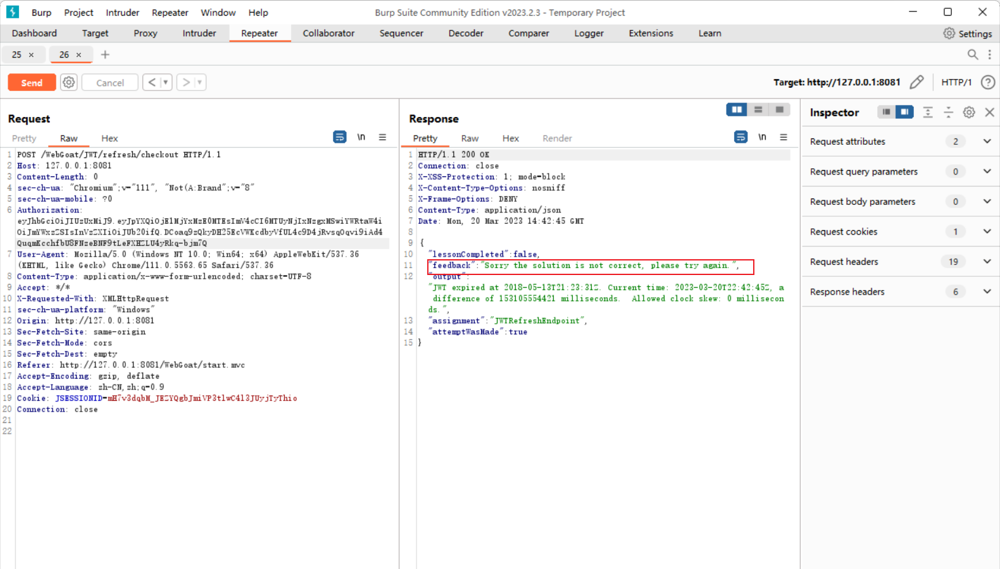 Burp Project Intruder Repeater Window Help Burp Suite Community Edition v2023.2.3 - Temporary Project
Dashboard Target Proxy Intruder Repeater Collaborator Sequencer Decoder Comparer Logger Extensions Learn Settings
25 × 26 × +
Send Cancel < > Target: http://127.0.0.1:8081 HTTP/1 ?
Request
Pretty Raw Hex \n
1 POST /WebGoat/JWT/refresh/checkout HTTP/1.1
2 Host: 127.0.0.1:8081
3 Content-Length: 0
4 sec-ch-ua: "Chromium";v="111", "Not(A:Brand";v="8"
5 sec-ch-ua-mobile: ?0
6 Authorization:
eyJhbGciOiJIUzUxMiJ9.eyJpYXQiOjE1MjYxMzE0MTEsImV4cCI6MTUyNjIxNzgxMSwiYWRtaW4i
OiJmYWxzZSIsInVzZXIiOiJUb20ifQ.DCoaq9zQkyDH25EcVWKcdbyVfUL4c9D4jRvsqOqvi9iAd4
QuqmKcchfbU8FNzeBNF9tLeFXHZLU4yRkq-bjm7Q
7 User-Agent: Mozilla/5.0 (Windows NT 10.0; Win64; x64) AppleWebKit/537.36
(KHTML, like Gecko) Chrome/111.0.5563.65 Safari/537.36
8 Content-Type: application/x-www-form-urlencoded; charset=UTF-8
9 Accept: */*
10 X-Requested-With: XMLHttpRequest
11 sec-ch-ua-platform: "Windows"
12 Origin: http://127.0.0.1:8081
13 Sec-Fetch-Site: same-origin
14 Sec-Fetch-Mode: cors
15 Sec-Fetch-Dest: empty
16 Referer: http://127.0.0.1:8081/WebGoat/start.mvc
17 Accept-Encoding: gzip, deflate
18 Accept-Language: zh-CN,zh;q=0.9
19 Cookie: JSESSIONID=mH7v3dqbM_JEZYQgbJmiVP3tlwC4l3JUyjTyThio
20 Connection: close
21
22
Response
Pretty Raw Hex Render \n
1 HTTP/1.1 200 OK
2 Connection: close
3 X-XSS-Protection: 1; mode=block
4 X-Content-Type-Options: nosniff
5 X-Frame-Options: DENY
6 Content-Type: application/json
7 Date: Mon, 20 Mar 2023 14:42:45 GMT
8
9 {
10 "lessonCompleted":false,
11 "feedback":"Sorry the solution is not correct, please try again.",
12 "output":
"JWT expired at 2018-05-13T21:23:31Z. Current time: 2023-03-20T22:42:45Z, a
difference of 153105554421 milliseconds.  Allowed clock skew: 0 millisecon
ds.",
13 "assignment":"JWTRefreshEndpoint",
14 "attemptWasMade":true
15 }
Inspector
Request attributes 2
Request query parameters 0
Request body parameters 0
Request cookies 1
Request headers 19
Response headers 6